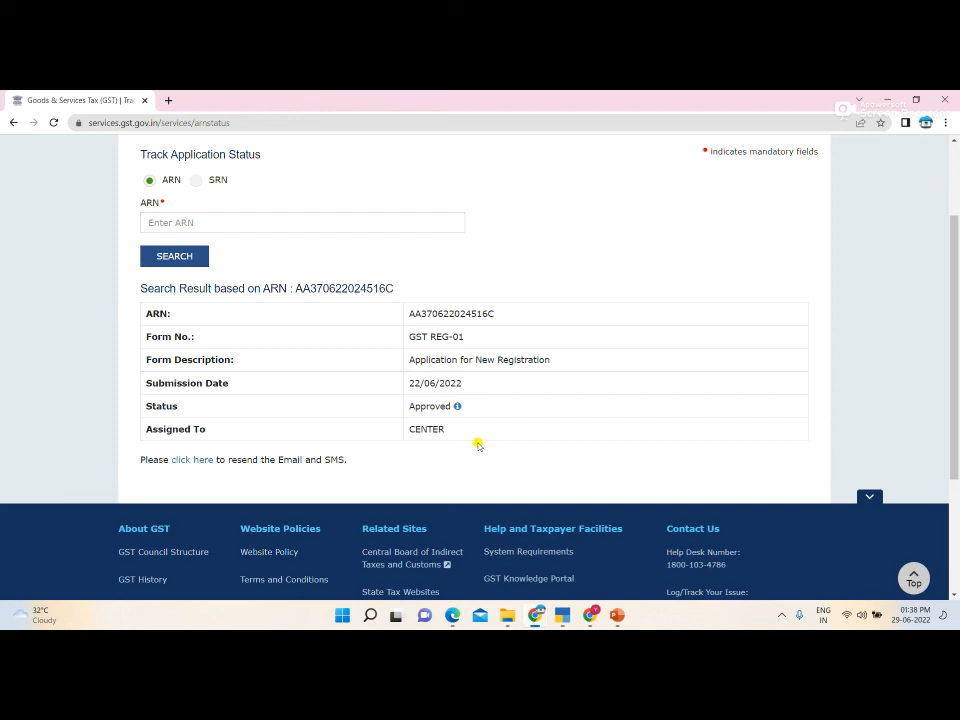 Goods & Services Tax (GST) | Tra
Apowersoft
services.gst.gov.in/services/arnstatus
Track Application Status
• indicates mandatory fields
ARN SRN
ARN•
Enter ARN
SEARCH
Search Result based on ARN : AA370622024516C
ARN: AA370622024516C
Form No.: GST REG-01
Form Description: Application for New Registration
Submission Date 22/06/2022
Status Approved
Assigned To CENTER
Please click here to resend the Email and SMS.
About GST Website Policies Related Sites Help and Taxpayer Facilities Contact Us
GST Council Structure Website Policy Central Board of Indirect Taxes and Customs System Requirements Help Desk Number:
1800-103-4786
GST History Terms and Conditions State Tax Websites GST Knowledge Portal Log/Track Your Issue:
Top
32°C
Cloudy
ENG
IN
01:38 PM
29-06-2022